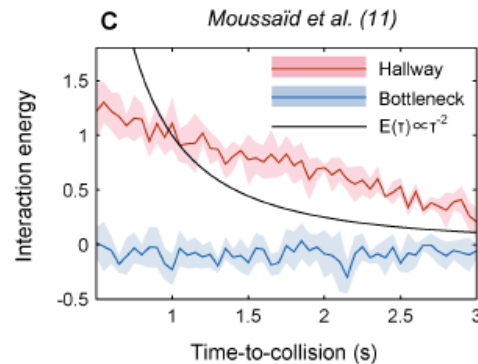 C
Moussaïd et al. (11)
Hallway
Bottleneck
E(τ)∝τ⁻²
Interaction energy
1.5
1
0.5
0
-0.5
1
1.5
2
2.5
3
Time-to-collision (s)